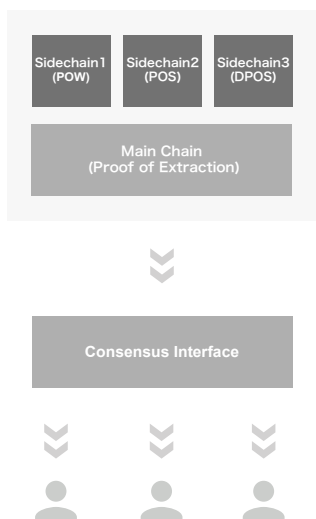 Sidechain1 Sidechain2 Sidechain3
(POW) (POS) (DPOS)
Main Chain
(Proof of Extraction)
Consensus Interface